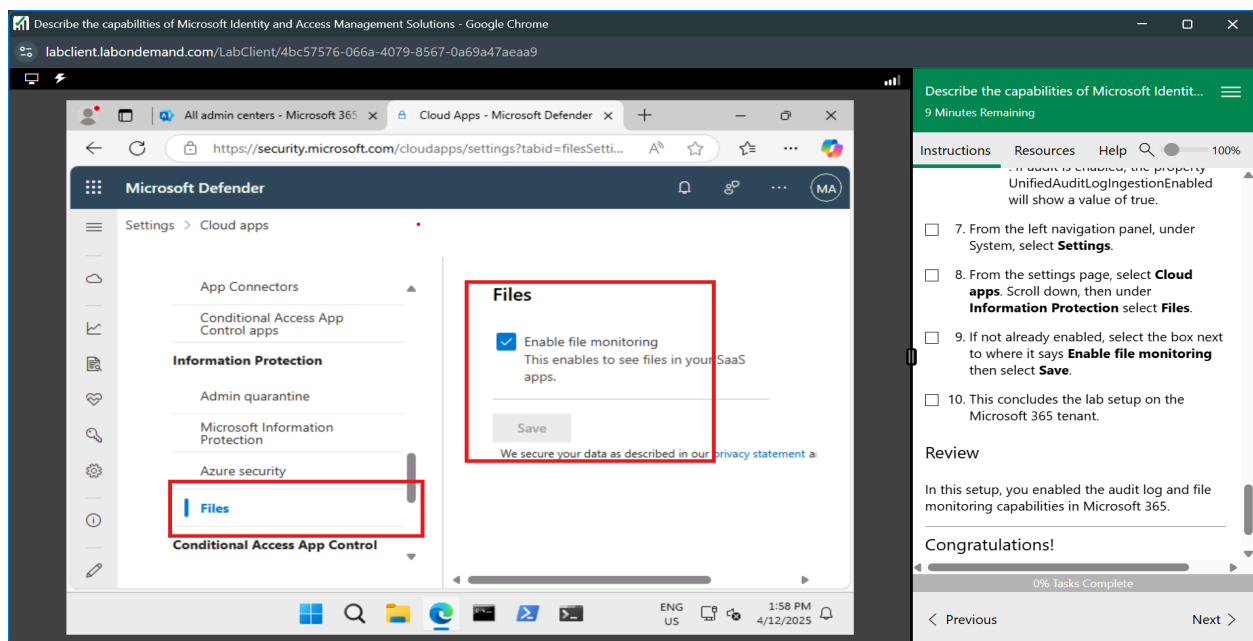 Describe the capabilities of Microsoft Identity and Access Management Solutions - Google Chrome
labclient.labondemand.com/LabClient/4bc57576-066a-4079-8567-0a69a47aeaa9
All admin centers - Microsoft 365
Cloud Apps - Microsoft Defender
https://security.microsoft.com/cloudapps/settings?tabid=filesSetti...
Microsoft Defender
MA
Settings > Cloud apps
App Connectors
Conditional Access App
Control apps
Information Protection
Admin quarantine
Microsoft Information
Protection
Azure security
Files
Conditional Access App Control
Files
Enable file monitoring
This enables to see files in your SaaS
apps.
Save
We secure your data as described in our privacy statement a
ENG
US
1:58 PM
4/12/2025
Describe the capabilities of Microsoft Identit...
9 Minutes Remaining
Instructions Resources Help 100%
. If audit is enabled, the property
UnifiedAuditLogIngestionEnabled
will show a value of true.
7. From the left navigation panel, under
System, select Settings.
8. From the settings page, select Cloud
apps. Scroll down, then under
Information Protection select Files.
9. If not already enabled, select the box next
to where it says Enable file monitoring
then select Save.
10. This concludes the lab setup on the
Microsoft 365 tenant.
Review
In this setup, you enabled the audit log and file
monitoring capabilities in Microsoft 365.
Congratulations!
0% Tasks Complete
< Previous Next >